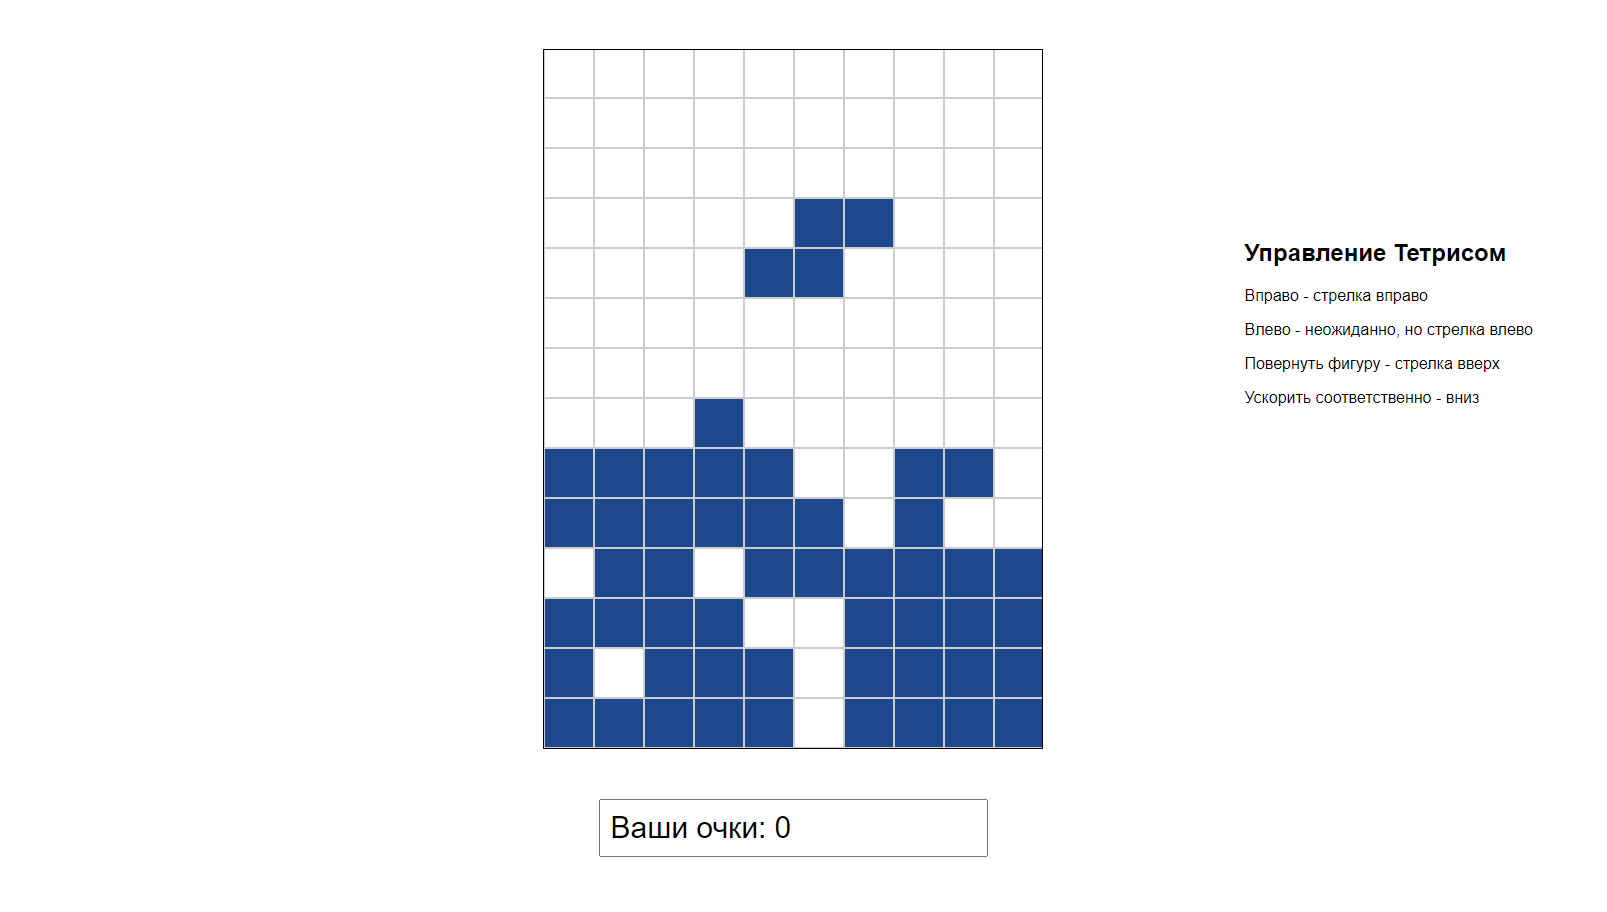 Управление Тетрисом
Вправо - стрелка вправо
Влево - неожиданно, но стрелка влево
Повернуть фигуру - стрелка вверх
Ускорить соответственно - вниз
Ваши очки: 0